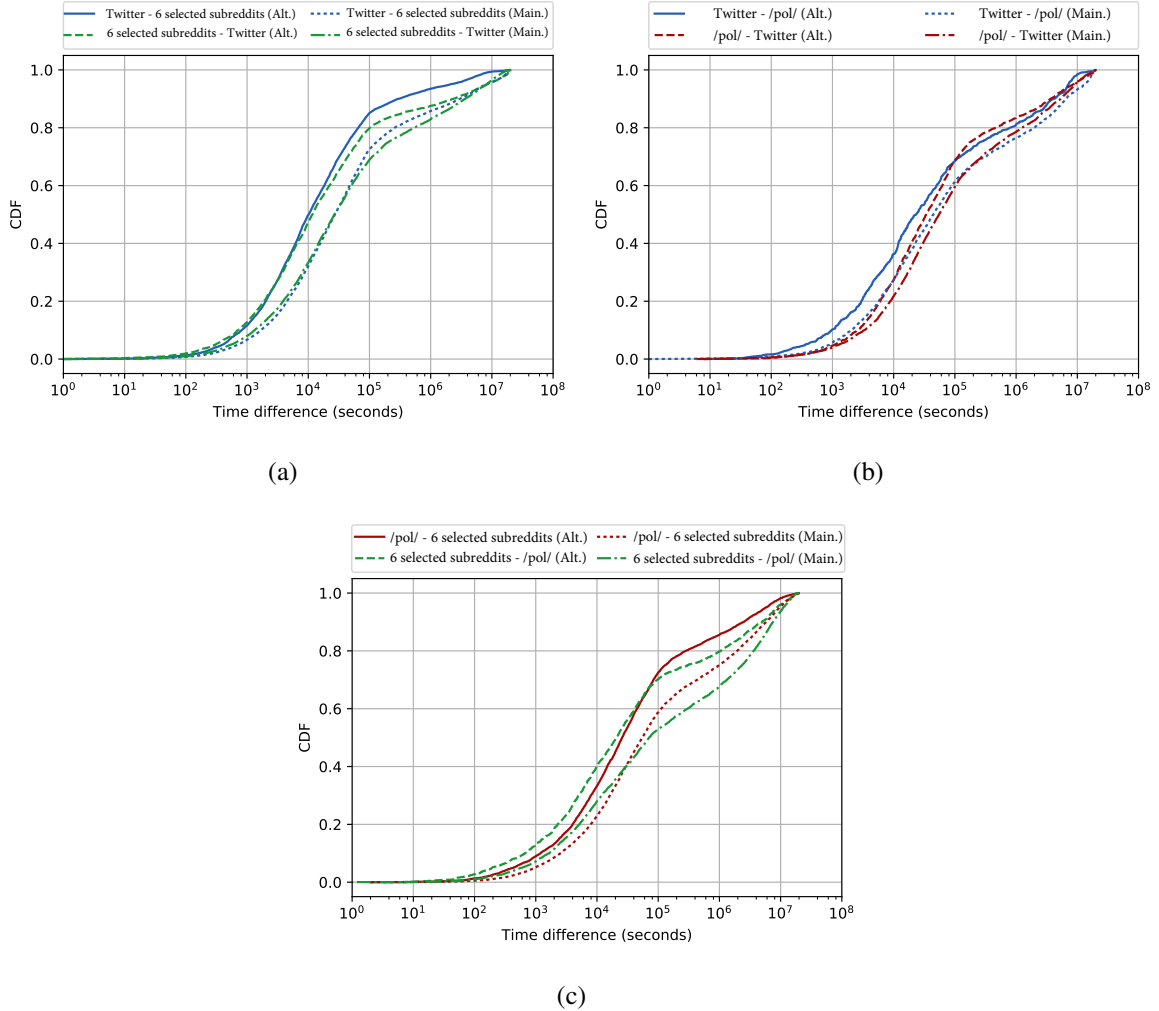 Twitter - 6 selected subreddits (Alt.) Twitter - 6 selected subreddits (Main.)
6 selected subreddits - Twitter (Alt.) 6 selected subreddits - Twitter (Main.)
1.0
0.8
0.6
0.4
0.2
0.0
CDF
10^0 10^1 10^2 10^3 10^4 10^5 10^6 10^7 10^8
Time difference (seconds)
(a)
Twitter - /pol/ (Alt.) Twitter - /pol/ (Main.)
/pol/ - Twitter (Alt.) /pol/ - Twitter (Main.)
1.0
0.8
0.6
0.4
0.2
0.0
CDF
10^0 10^1 10^2 10^3 10^4 10^5 10^6 10^7 10^8
Time difference (seconds)
(b)
/pol/ - 6 selected subreddits (Alt.) /pol/ - 6 selected subreddits (Main.)
6 selected subreddits - /pol/ (Alt.) 6 selected subreddits - /pol/ (Main.)
1.0
0.8
0.6
0.4
0.2
0.0
CDF
10^0 10^1 10^2 10^3 10^4 10^5 10^6 10^7 10^8
Time difference (seconds)
(c)